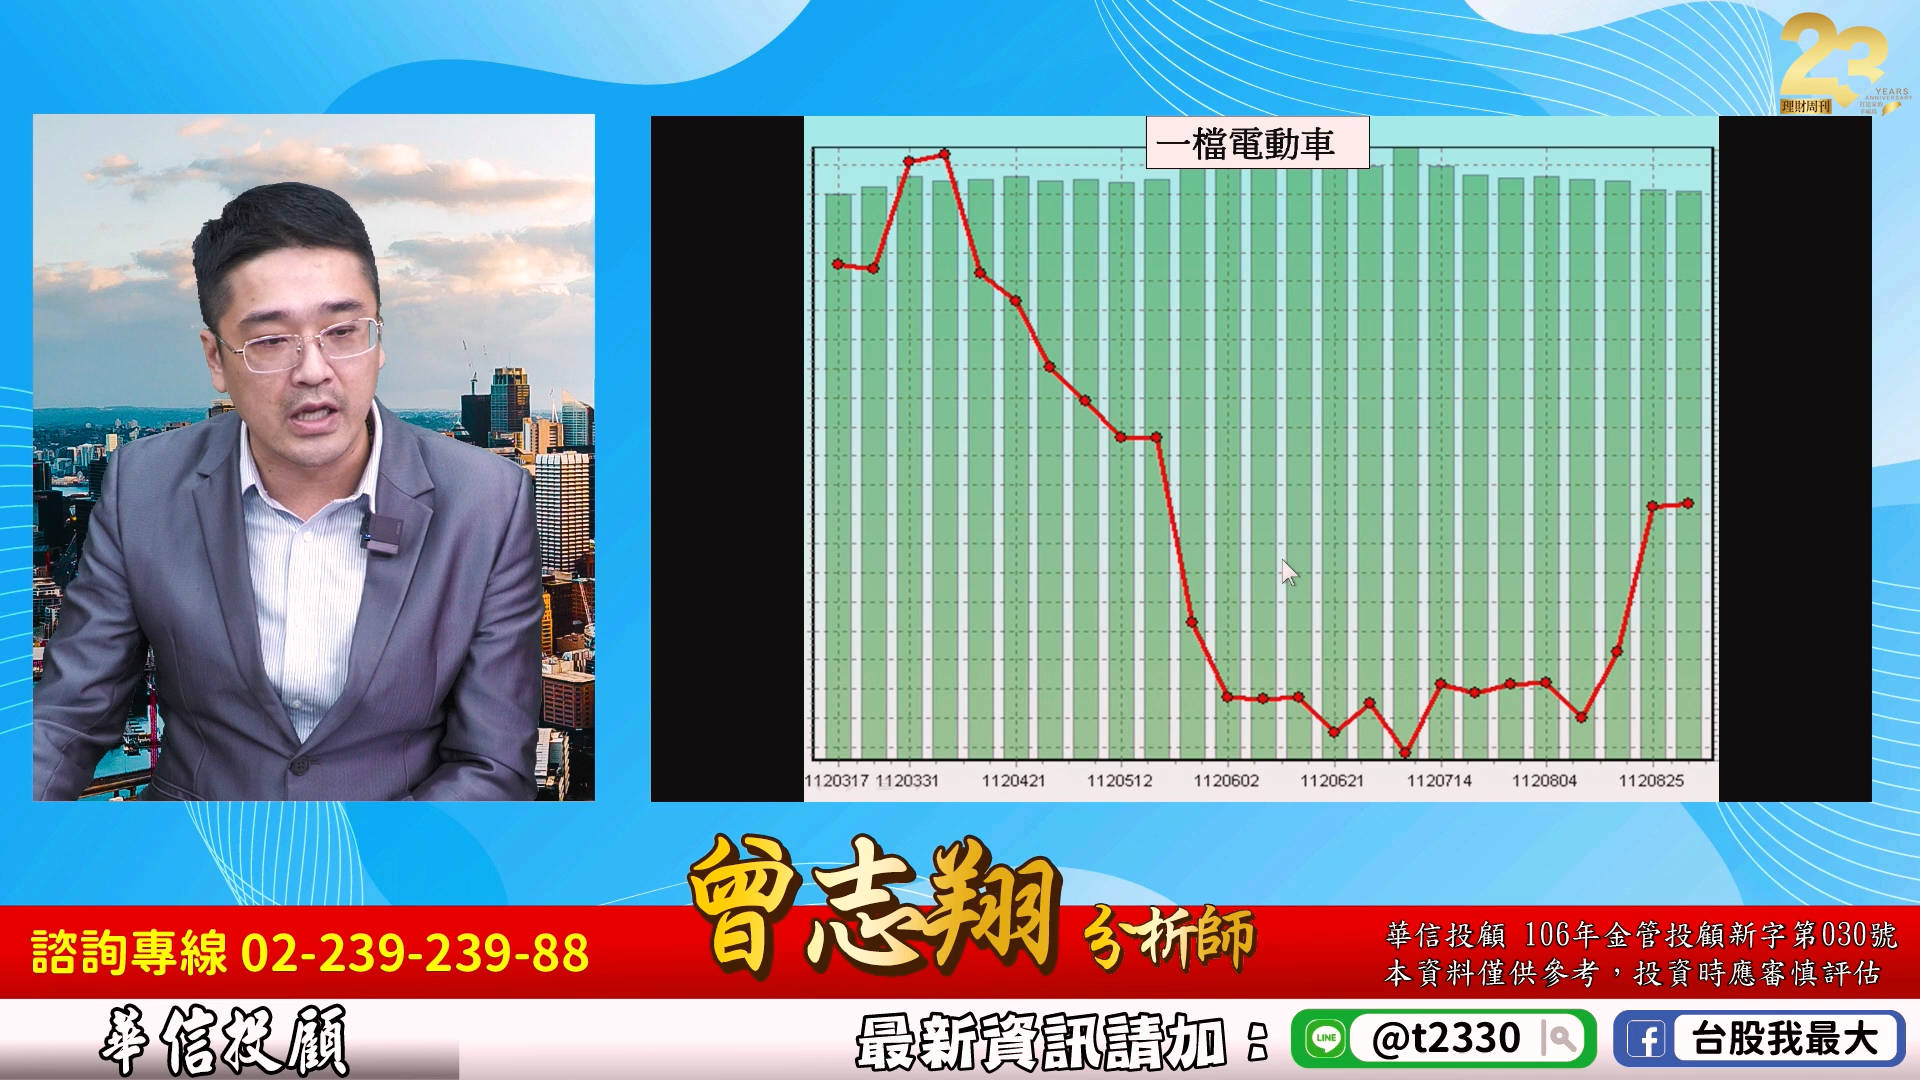 23
YEARS
ANNIVERSARY
理財周刊
一檔電動車
1120317 1120331 1120421 1120512 1120602 1120621 1120714 1120804 1120825
曾志翔 分析師
諮詢專線 02-239-239-88
華信投顧 106年金管投顧新字第030號
本資料僅供參考，投資時應審慎評估
華信投顧
最新資訊請加：
LINE @t2330
f 台股我最大